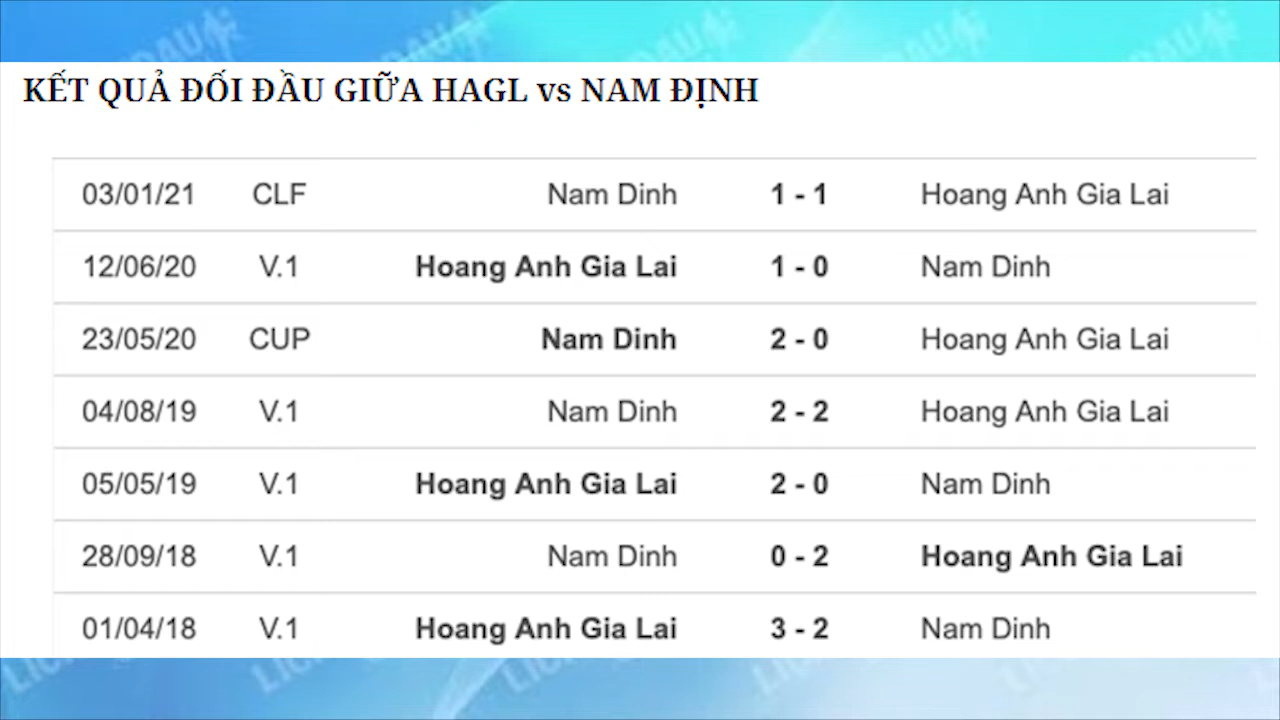 KẾT QUẢ ĐỐI ĐẦU GIỮA HAGL vs NAM ĐỊNH
03/01/21 CLF Nam Dinh 1 - 1 Hoang Anh Gia Lai
12/06/20 V.1 Hoang Anh Gia Lai 1 - 0 Nam Dinh
23/05/20 CUP Nam Dinh 2 - 0 Hoang Anh Gia Lai
04/08/19 V.1 Nam Dinh 2 - 2 Hoang Anh Gia Lai
05/05/19 V.1 Hoang Anh Gia Lai 2 - 0 Nam Dinh
28/09/18 V.1 Nam Dinh 0 - 2 Hoang Anh Gia Lai
01/04/18 V.1 Hoang Anh Gia Lai 3 - 2 Nam Dinh